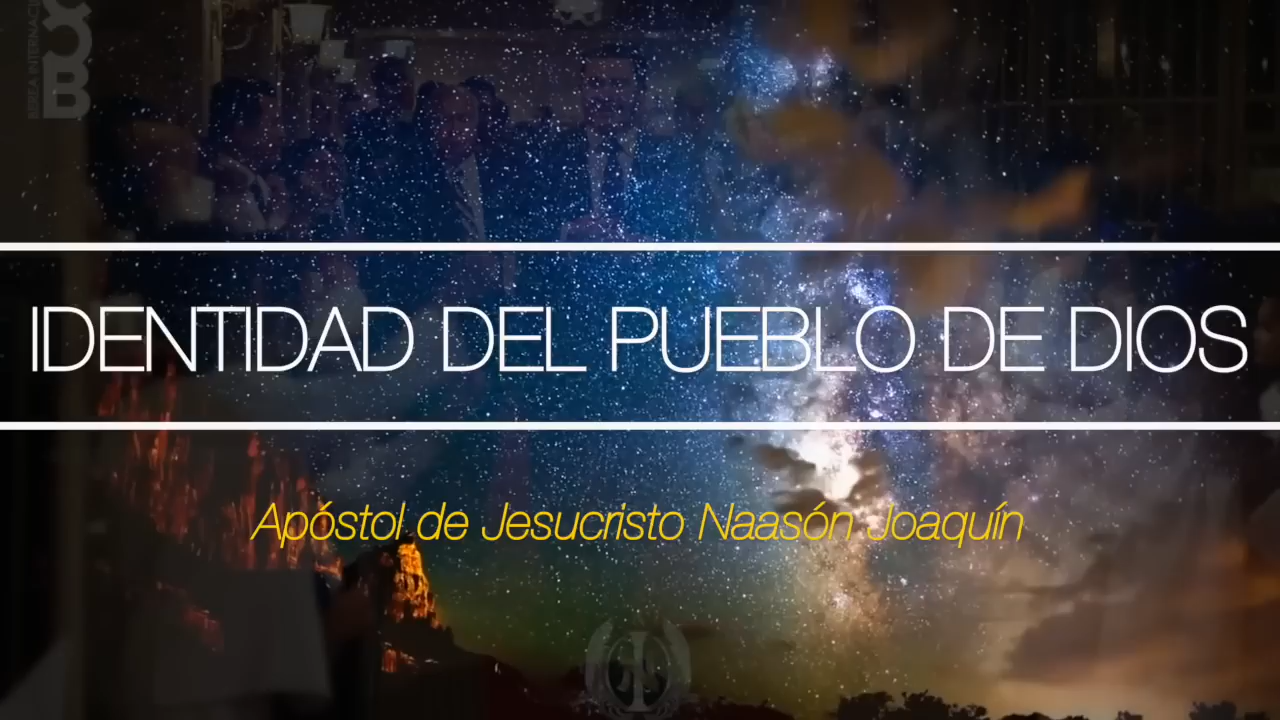 IDENTIDAD DEL PUEBLO DE DIOS
Apóstol de Jesucristo Naasón Joaquín